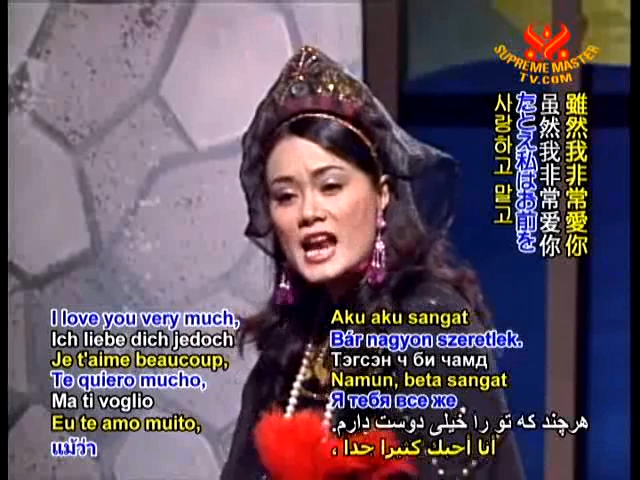 SUPREME MASTER
TV.COM
雖然我非常愛你
虽然我非常爱你
たとえ私はお前を
사랑하고 말고
I love you very much,
Ich liebe dich jedoch
Je t'aime beaucoup,
Te quiero mucho,
Ma ti voglio
Eu te amo muito,
แม้ว่า
Aku aku sangat
Bár nagyon szeretlek.
Тэгсэн ч би чамд
Namun, beta sangat
Я тебя все же
هرچند که تو را خیلی دوست دارم.
أنا أحبك كثيرا جدا ،